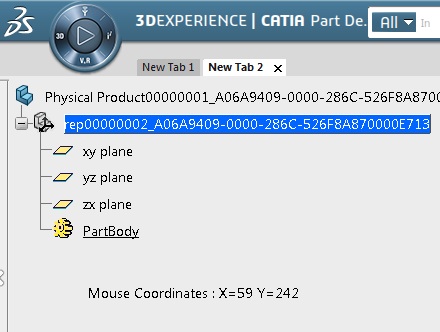 3DEXPERIENCE | CATIA Part De.
All In
3D
V.R
New Tab 1 New Tab 2 x
Physical Product00000001_A06A9409-0000-286C-526F8A8700
rep00000002_A06A9409-0000-286C-526F8A870000E713
xy plane
yz plane
zx plane
PartBody
Mouse Coordinates : X=59 Y=242